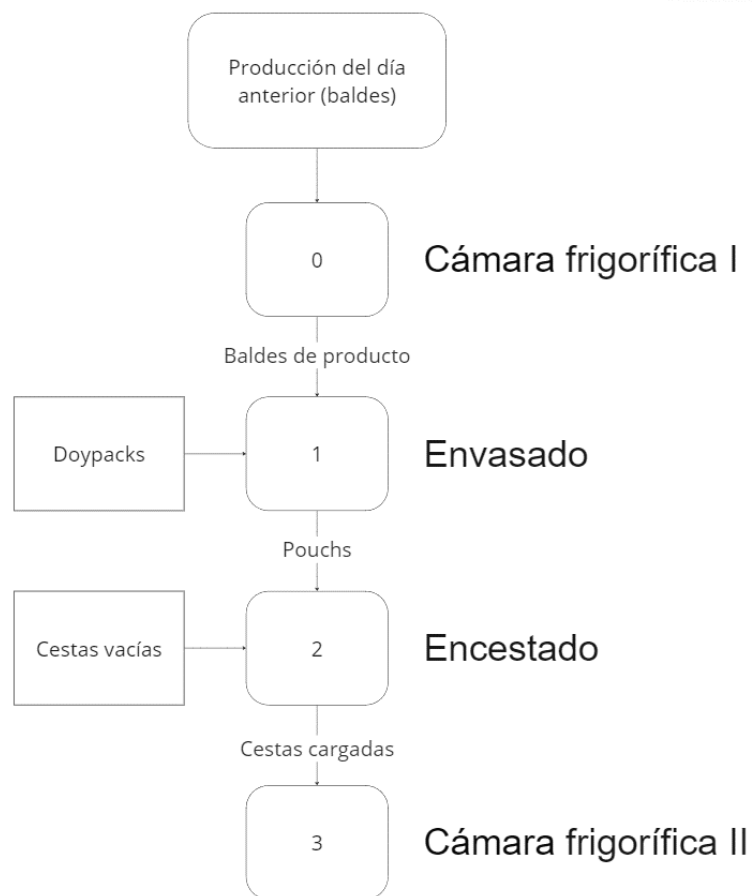 Producción del día
anterior (baldes)
0
Cámara frigorífica I
Baldes de producto
Doypacks
1
Envasado
Pouchs
Cestas vacías
2
Encestado
Cestas cargadas
3
Cámara frigorífica II